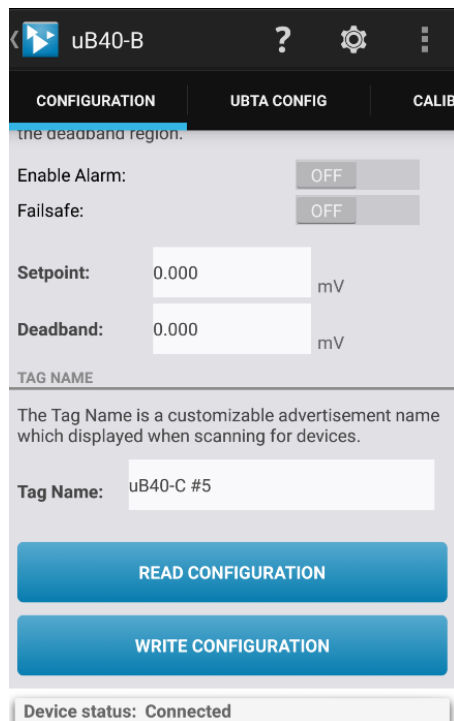 uB40-B ?
CONFIGURATION UBTA CONFIG CALIB
the deadband region.
Enable Alarm: OFF
Failsafe: OFF
Setpoint: 0.000 mV
Deadband: 0.000 mV
TAG NAME
The Tag Name is a customizable advertisement name
which displayed when scanning for devices.
Tag Name: uB40-C #5
READ CONFIGURATION
WRITE CONFIGURATION
Device status: Connected